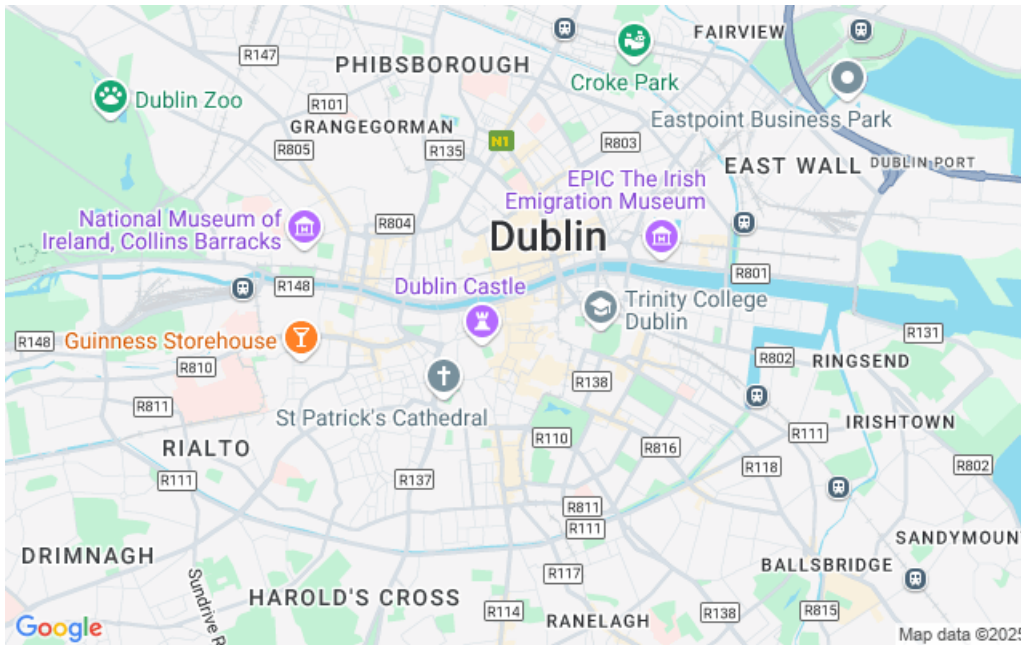 FAIRVIEW
R147
PHIBSBOROUGH
Croke Park
Dublin Zoo
R101
Eastpoint Business Park
GRANGEGORMAN
N1
R803
R805
R135
EAST WALL
DUBLIN PORT
EPIC The Irish
Emigration Museum
National Museum of
Ireland, Collins Barracks
R804
Dublin
R801
R148
Dublin Castle
Trinity College
Dublin
R148
Guinness Storehouse
R131
R802
RINGSEND
R810
R138
R811
St Patrick's Cathedral
IRISHTOWN
RIALTO
R110
R816
R111
R118
R802
R111
R137
R811
R111
SANDYMOUN
DRIMNAGH
BALLSBRIDGE
R117
Sundrive R
HAROLD'S CROSS
R114
RANELAGH
R138
R815
Google
Map data ©2025